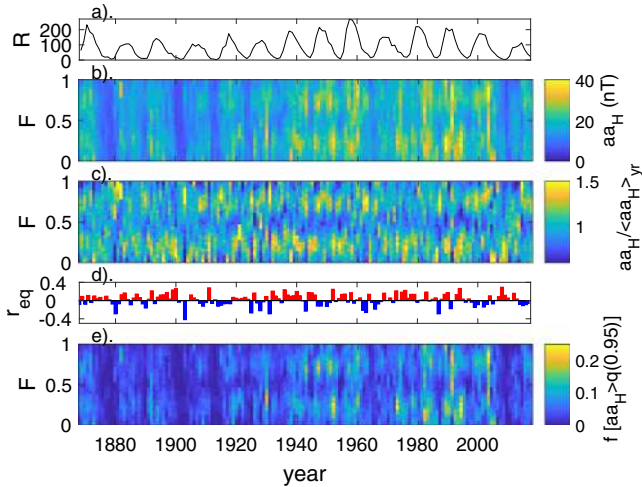 a).
R
200
100
0
b).
F
1
0.5
0
aa_H (nT)
40
20
0
c).
F
1
0.5
0
aa_H/<aa_H>_yr
1.5
1
d).
r_eq
0.4
0
-0.4
e).
F
1
0.5
0
f [aa_H>q(0.95)]
0.2
0.1
0
1880 1900 1920 1940 1960 1980 2000
year